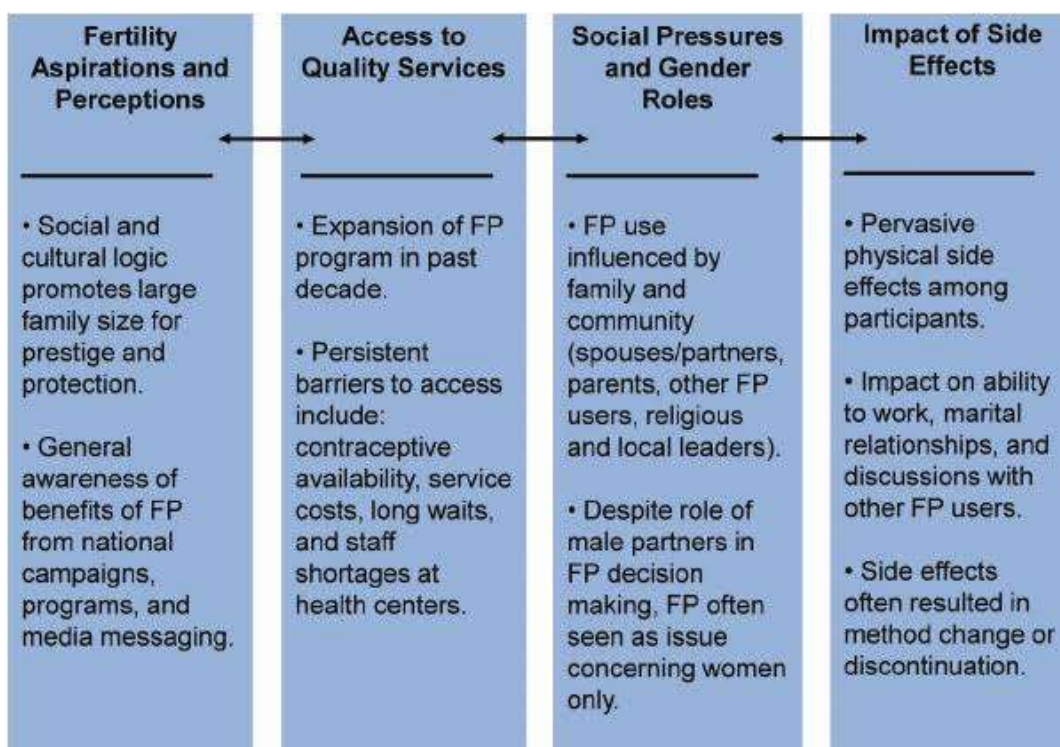 Fertility
Aspirations and
Perceptions
• Social and
cultural logic
promotes large
family size for
prestige and
protection.
• General
awareness of
benefits of FP
from national
campaigns,
programs, and
media messaging.
Access to
Quality Services
• Expansion of FP
program in past
decade.
• Persistent
barriers to access
include:
contraceptive
availability, service
costs, long waits,
and staff
shortages at
health centers.
Social Pressures
and Gender
Roles
• FP use
influenced by
family and
community
(spouses/partners,
parents, other FP
users, religious
and local leaders).
• Despite role of
male partners in
FP decision
making, FP often
seen as issue
concerning women
only.
Impact of Side
Effects
• Pervasive
physical side
effects among
participants.
• Impact on ability
to work, marital
relationships, and
discussions with
other FP users.
• Side effects
often resulted in
method change or
discontinuation.